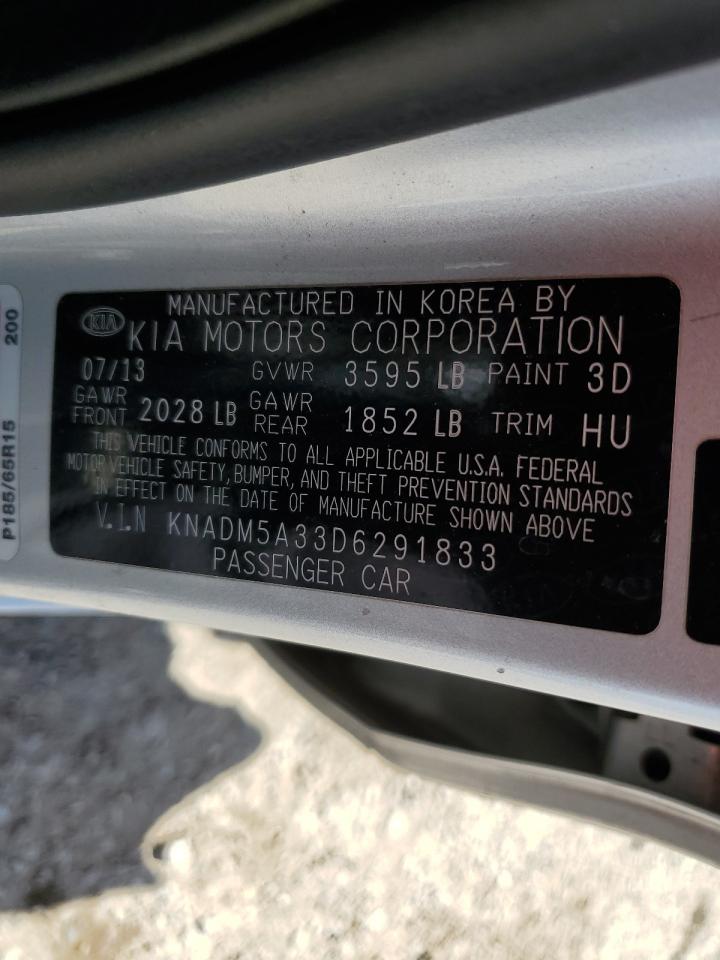 MANUFACTURED IN KOREA BY
KIA KIA MOTORS CORPORATION
07/13 GVWR 3595 LB PAINT 3D
GAWR FRONT 2028 LB GAWR REAR 1852 LB TRIM HU
THIS VEHICLE CONFORMS TO ALL APPLICABLE U.S.A. FEDERAL
MOTOR VEHICLE SAFETY, BUMPER, AND THEFT PREVENTION STANDARDS
IN EFFECT ON THE DATE OF MANUFACTURE SHOWN ABOVE
V.I.N KNADM5A33D6291833
PASSENGER CAR
P185/65R15 200